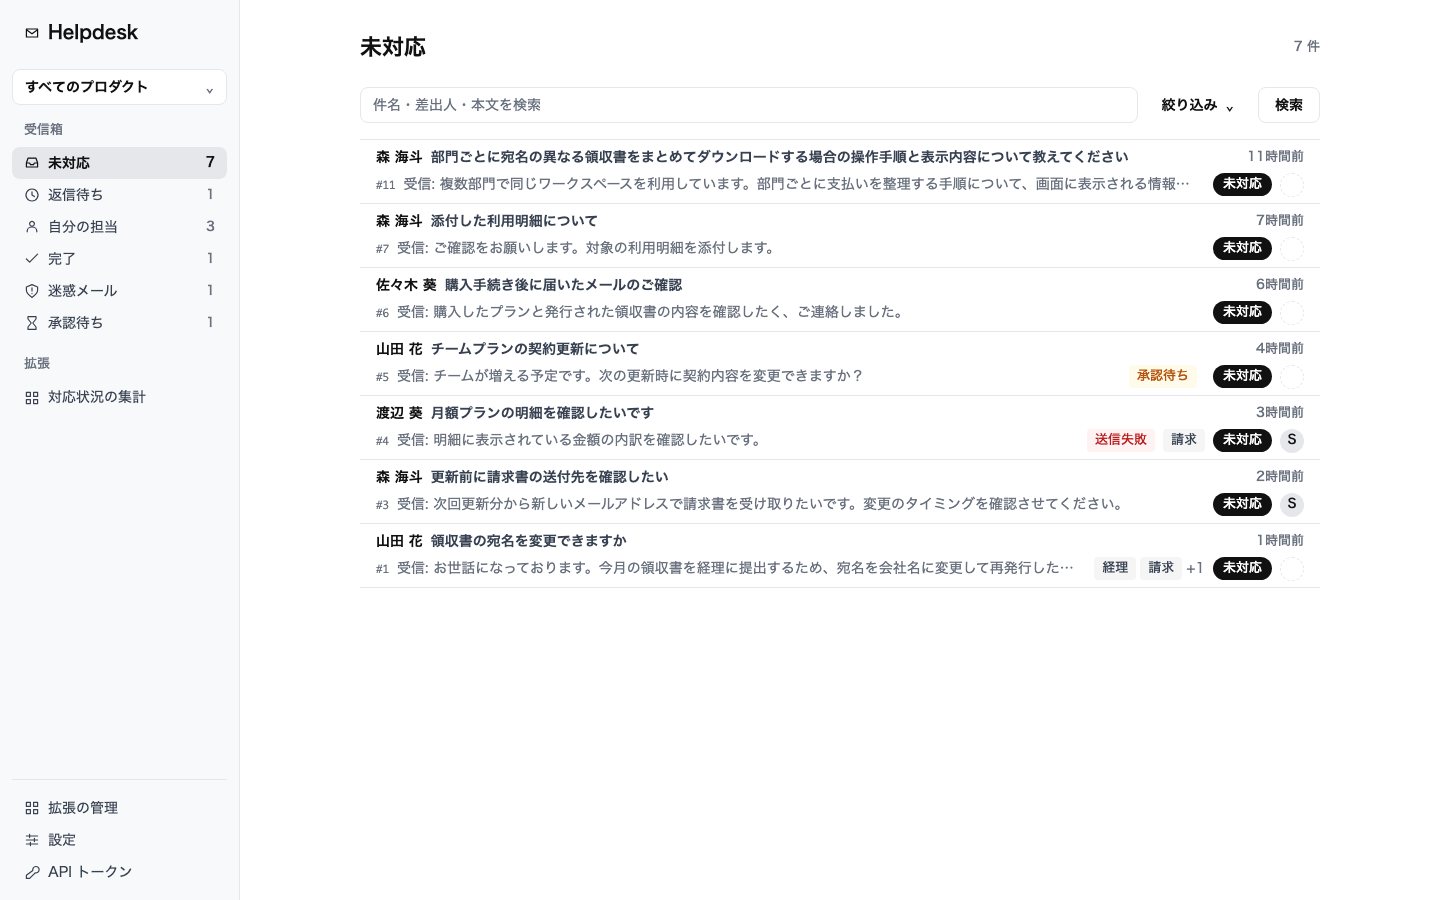 Helpdesk
すべてのプロダクト
受信箱
未対応 7
返信待ち 1
自分の担当 3
完了 1
迷惑メール 1
承認待ち 1
拡張
対応状況の集計
拡張の管理
設定
API トークン
未対応 7 件
件名・差出人・本文を検索 絞り込み 検索
森 海斗 部門ごとに宛名の異なる領収書をまとめてダウンロードする場合の操作手順と表示内容について教えてください 11時間前
#11 受信: 複数部門で同じワークスペースを利用しています。部門ごとに支払いを整理する手順について、画面に表示される情報… 未対応
森 海斗 添付した利用明細について 7時間前
#7 受信: ご確認をお願いします。対象の利用明細を添付します。 未対応
佐々木 葵 購入手続き後に届いたメールのご確認 6時間前
#6 受信: 購入したプランと発行された領収書の内容を確認したく、ご連絡しました。 未対応
山田 花 チームプランの契約更新について 4時間前
#5 受信: チームが増える予定です。次の更新時に契約内容を変更できますか？ 承認待ち 未対応
渡辺 葵 月額プランの明細を確認したいです 3時間前
#4 受信: 明細に表示されている金額の内訳を確認したいです。 送信失敗 請求 未対応 S
森 海斗 更新前に請求書の送付先を確認したい 2時間前
#3 受信: 次回更新分から新しいメールアドレスで請求書を受け取りたいです。変更のタイミングを確認させてください。 未対応 S
山田 花 領収書の宛名を変更できますか 1時間前
#1 受信: お世話になっております。今月の領収書を経理に提出するため、宛名を会社名に変更して再発行した… 経理 請求 +1 未対応